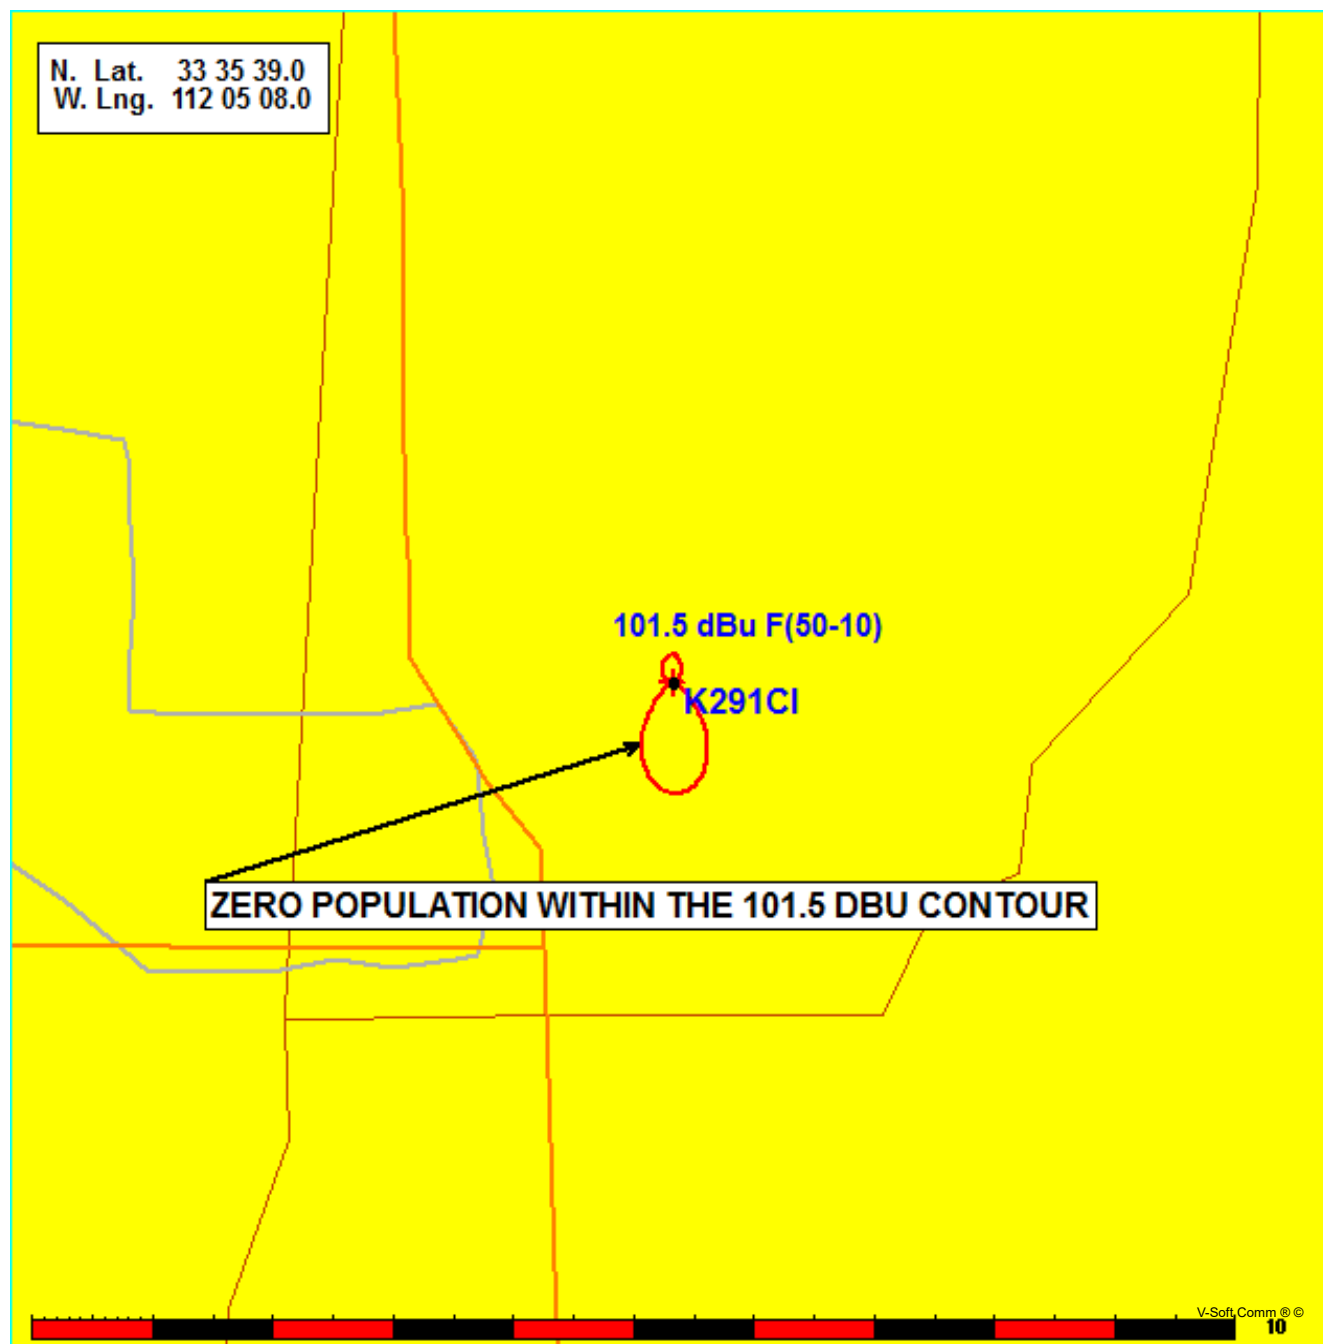 N. Lat. 33 35 39.0
W. Lng. 112 05 08.0
101.5 dBu F(50-10)
K291CI
ZERO POPULATION WITHIN THE 101.5 DBU CONTOUR
V-Soft Comm ® ©
10